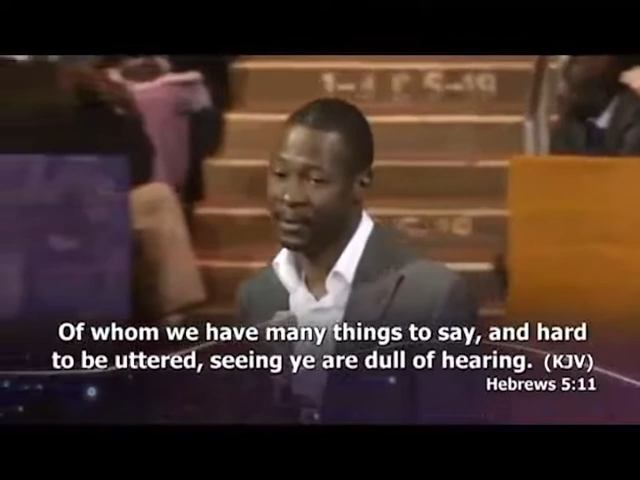 Of whom we have many things to say, and hard
to be uttered, seeing ye are dull of hearing. (KJV)
Hebrews 5:11